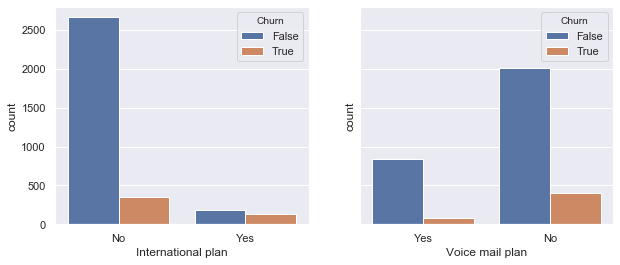 Churn
False
True
count
2500
2000
1500
1000
500
0
No
Yes
International plan
Churn
False
True
count
Yes
No
Voice mail plan